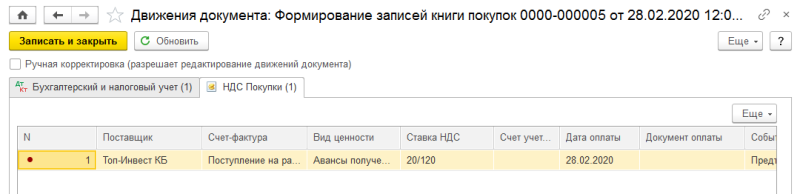 Движения документа: Формирование записей книги покупок 0000-000005 от 28.02.2020 12:0...
Записать и закрыть Обновить Еще ?
Ручная корректировка (разрешает редактирование движений документа)
Дт Кт Бухгалтерский и налоговый учет (1) НДС Покупки (1)
Еще
N Поставщик Счет-фактура Вид ценности Ставка НДС Счет учет... Дата оплаты Документ оплаты Событ
1 Топ-Инвест КБ Поступление на ра... Авансы получе... 20/120 28.02.2020 Предъ